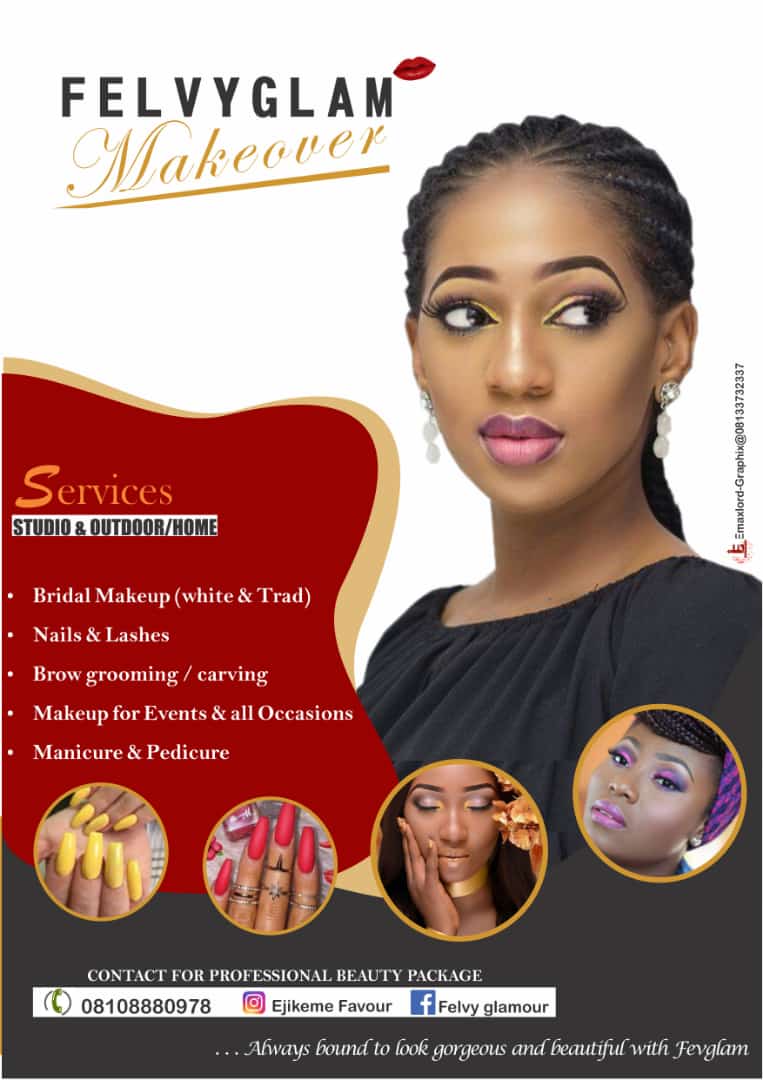 FELVYGLAM
Makeover
Services
STUDIO & OUTDOOR/HOME
• Bridal Makeup (white & Trad)
• Nails & Lashes
• Brow grooming / carving
• Makeup for Events & all Occasions
• Manicure & Pedicure
Emaxlord-Graphix@08133732337
CONTACT FOR PROFESSIONAL BEAUTY PACKAGE
08108880978 Ejikeme Favour Felvy glamour
. . . Always bound to look gorgeous and beautiful with Fevglam